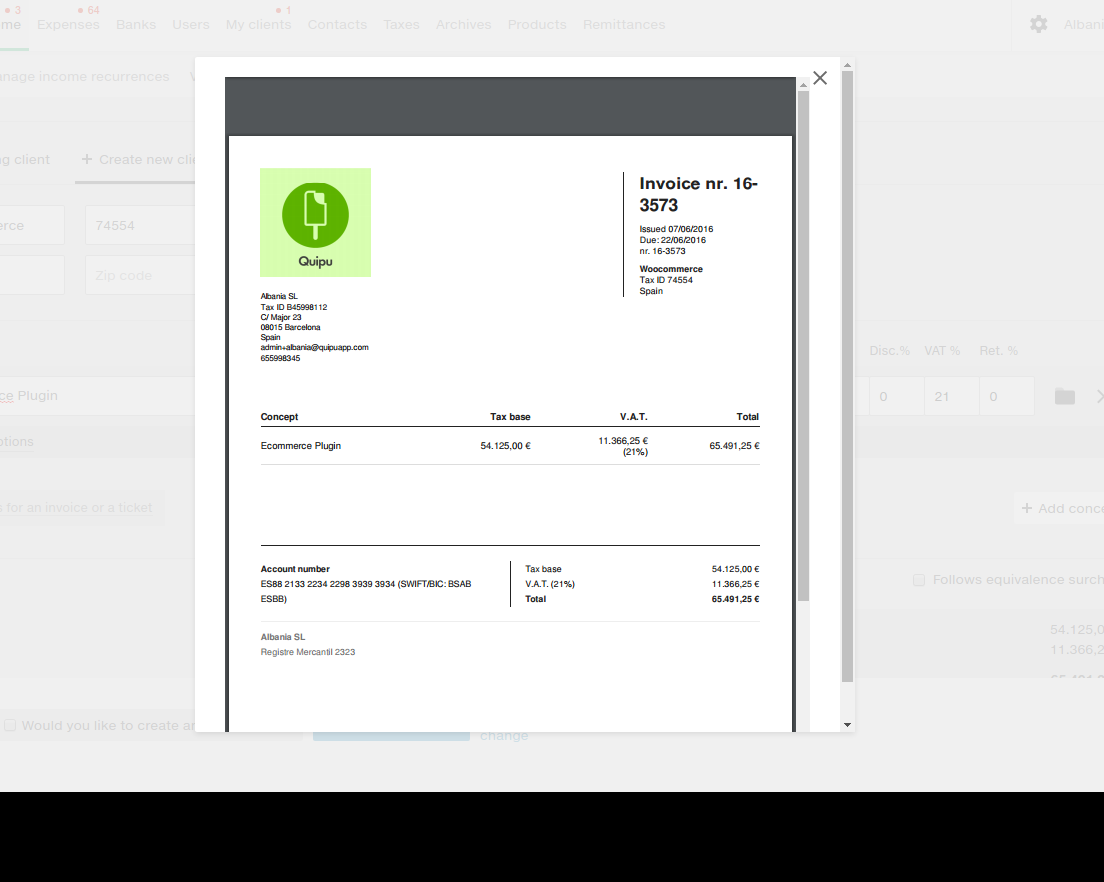 3 64 1
me Expenses Banks Users My clients Contacts Taxes Archives Products Remittances Albani
anage income recurrences
g client + Create new clie
erce 74554
Zip code
Disc.% VAT % Ret. %
ce Plugin 0 21 0
ptions
s for an invoice or a ticket
+ Add conce
Follows equivalence surch
54.125,0
11.366,2
Would you like to create an
change
Quipu
Invoice nr. 16-
3573
Issued 07/06/2016
Due: 22/06/2016
nr. 16-3573
Woocommerce
Tax ID 74554
Spain
Albania SL
Tax ID B45998112
C/ Major 23
08015 Barcelona
Spain
admin+albania@quipuapp.com
655998345
Concept Tax base V.A.T. Total
Ecommerce Plugin 54.125,00 € 11.366,25 € 65.491,25 €
(21%)
Account number
ES88 2133 2234 2298 3939 3934 (SWIFT/BIC: BSAB
ESBB)
Tax base 54.125,00 €
V.A.T. (21%) 11.366,25 €
Total 65.491,25 €
Albania SL
Registre Mercantil 2323